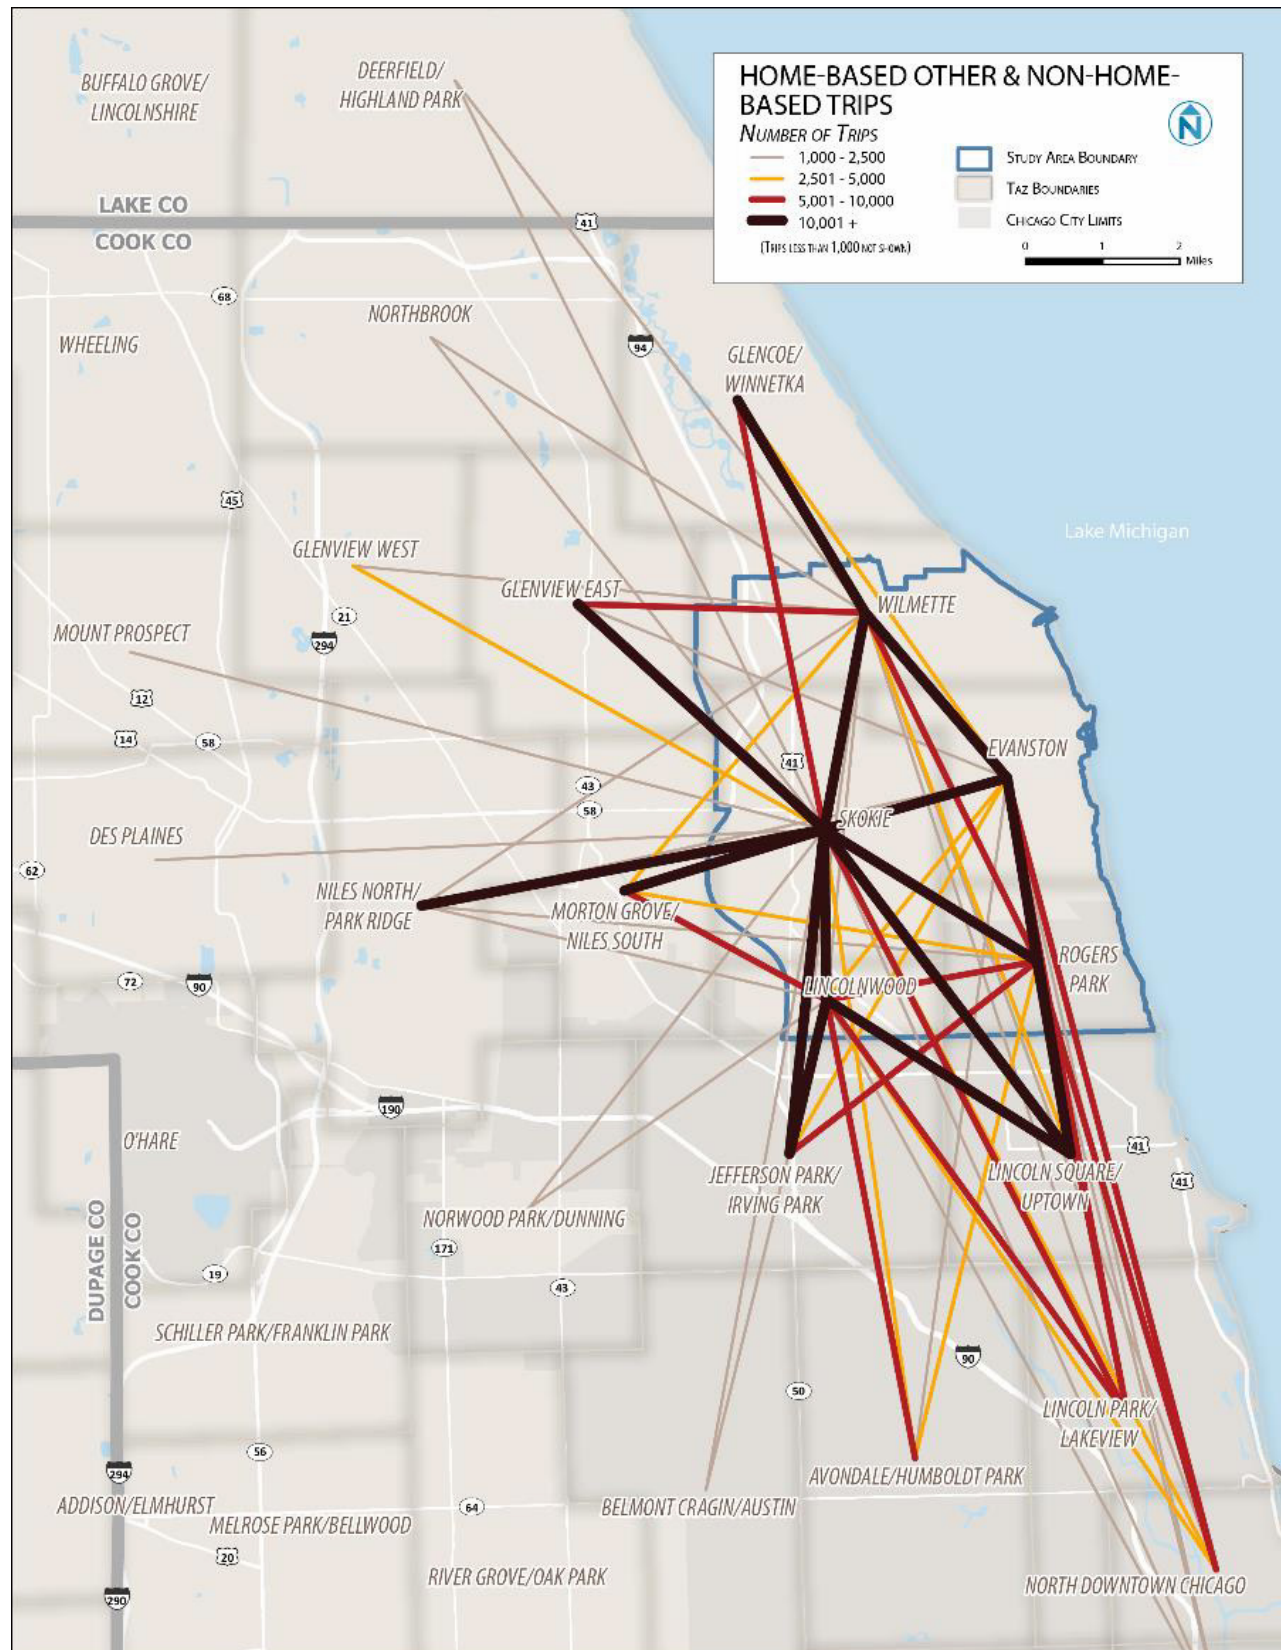 HOME-BASED OTHER & NON-HOME-
BASED TRIPS
NUMBER OF TRIPS
1,000 - 2,500
2,501 - 5,000
5,001 - 10,000
10,001 +
(TRIPS LESS THAN 1,000 NOT SHOWN)
N
STUDY AREA BOUNDARY
TAZ BOUNDARIES
CHICAGO CITY LIMITS
0 1 2
Miles
BUFFALO GROVE/
LINCOLNSHIRE
DEERFIELD/
HIGHLAND PARK
LAKE CO
COOK CO
41
68
NORTHBROOK
WHEELING
94
GLENCOE/
WINNETKA
45
Lake Michigan
GLENVIEW WEST
GLENVIEW EAST
WILMETTE
21
MOUNT PROSPECT
294
12
14
58
EVANSTON
41
43
58
SKOKIE
DES PLAINES
62
NILES NORTH/
PARK RIDGE
MORTON GROVE/
NILES SOUTH
ROGERS
PARK
72
90
LINCOLNWOOD
190
O'HARE
41
JEFFERSON PARK/
IRVING PARK
LINCOLN SQUARE/
UPTOWN
41
NORWOOD PARK/DUNNING
171
DUPAGE CO
COOK CO
19
43
SCHILLER PARK/FRANKLIN PARK
90
50
LINCOLN PARK/
LAKEVIEW
56
294
AVONDALE/HUMBOLDT PARK
ADDISON/ELMHURST
64
BELMONT CRAGIN/AUSTIN
MELROSE PARK/BELLWOOD
20
RIVER GROVE/OAK PARK
NORTH DOWNTOWN CHICAGO
290